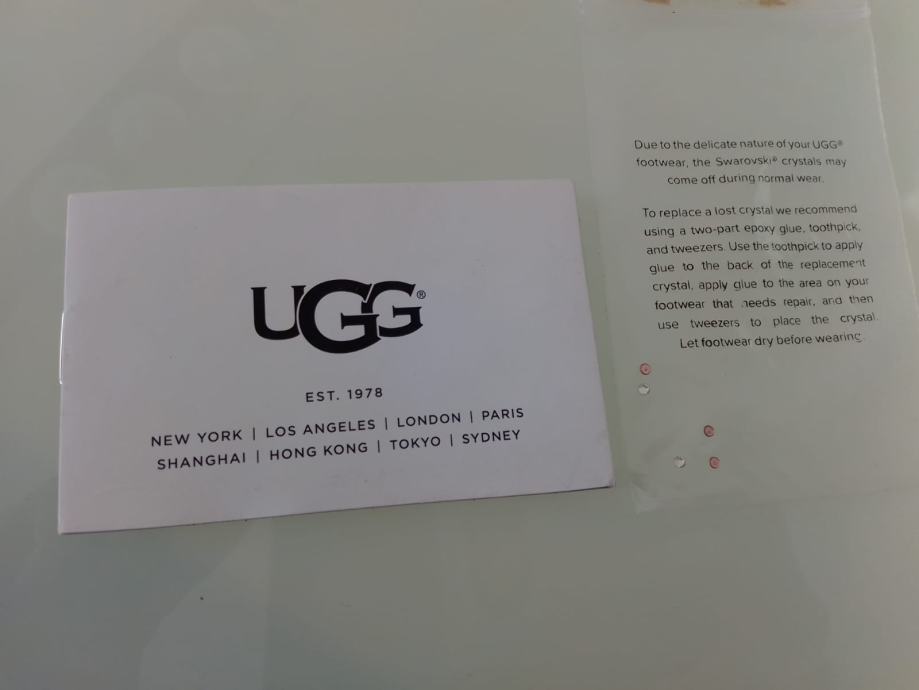 UGG®
EST. 1978
NEW YORK | LOS ANGELES | LONDON | PARIS
SHANGHAI | HONG KONG | TOKYO | SYDNEY
Due to the delicate nature of your UGG®
footwear, the Swarovski® crystals may
come off during normal wear.
To replace a lost crystal we recommend
using a two-part epoxy glue, toothpick,
and tweezers. Use the toothpick to apply
glue to the back of the replacement
crystal, apply glue to the area on your
footwear that needs repair, and then
use tweezers to place the crystal.
Let footwear dry before wearing.